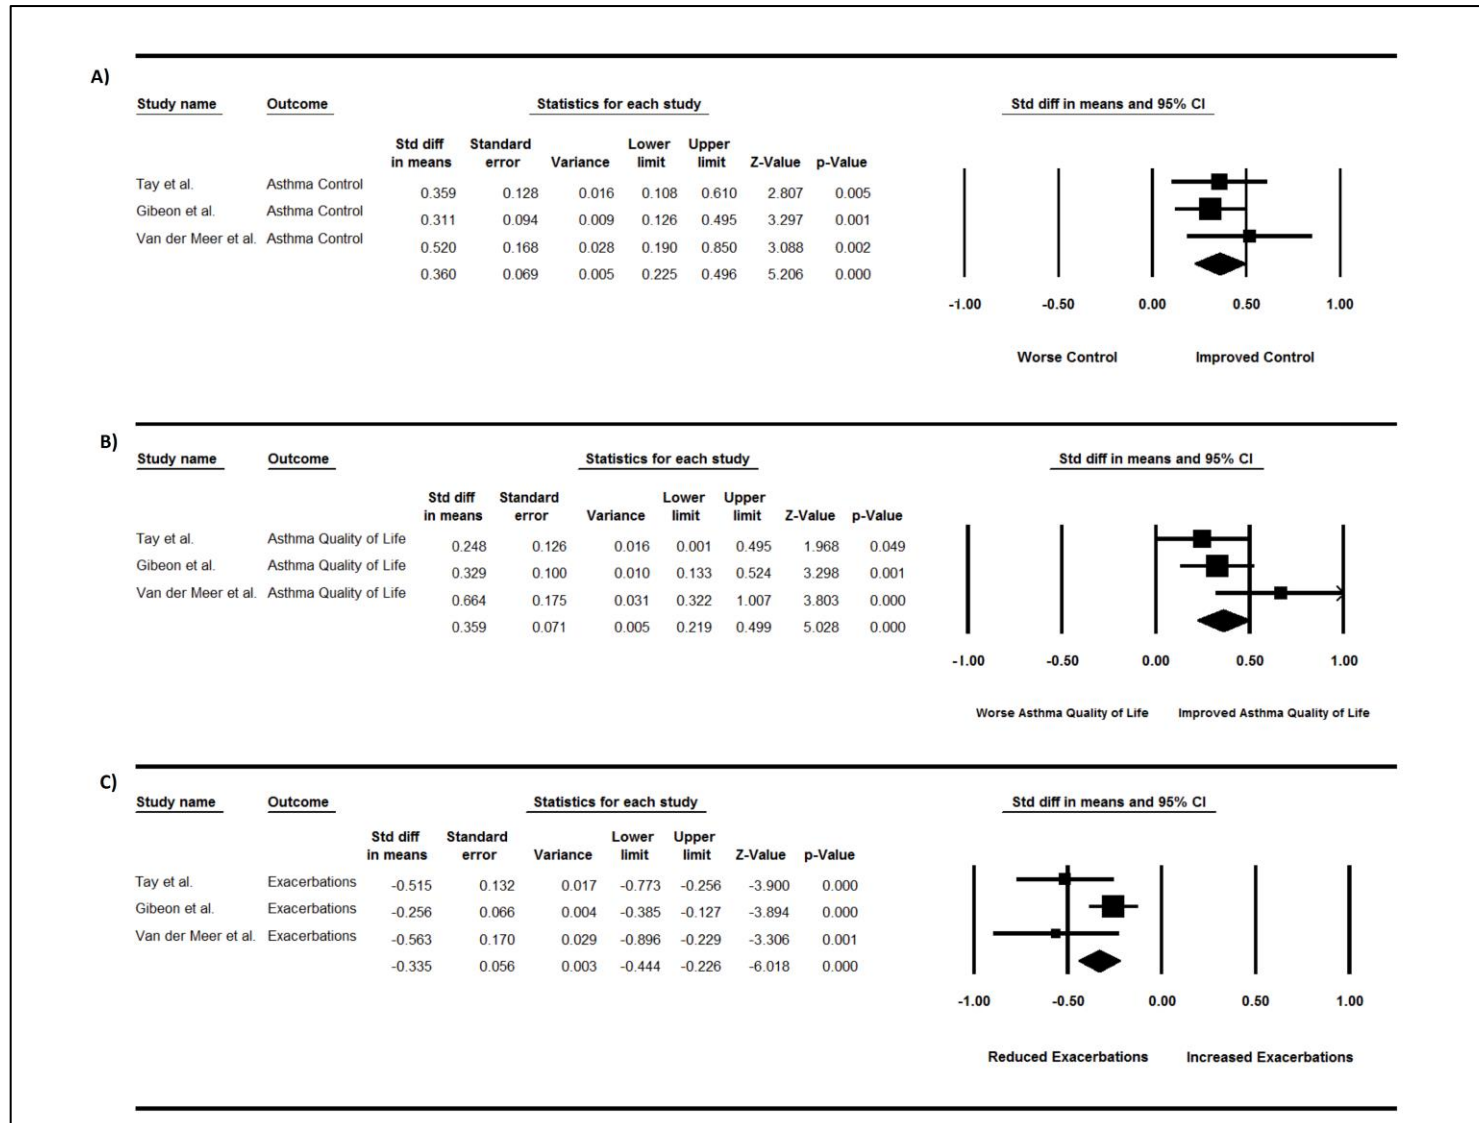 A)
Study name Outcome Statistics for each study Std diff in means and 95% CI
Std diff Standard Lower Upper
in means error Variance limit limit Z-Value p-Value
Tay et al. Asthma Control 0.359 0.128 0.016 0.108 0.610 2.807 0.005
Gibeon et al. Asthma Control 0.311 0.094 0.009 0.126 0.495 3.297 0.001
Van der Meer et al. Asthma Control 0.520 0.168 0.028 0.190 0.850 3.088 0.002
0.360 0.069 0.005 0.225 0.496 5.206 0.000
-1.00 -0.50 0.00 0.50 1.00
Worse Control Improved Control
B)
Study name Outcome Statistics for each study Std diff in means and 95% CI
Std diff Standard Lower Upper
in means error Variance limit limit Z-Value p-Value
Tay et al. Asthma Quality of Life 0.248 0.126 0.016 0.001 0.495 1.968 0.049
Gibeon et al. Asthma Quality of Life 0.329 0.100 0.010 0.133 0.524 3.298 0.001
Van der Meer et al. Asthma Quality of Life 0.664 0.175 0.031 0.322 1.007 3.803 0.000
0.359 0.071 0.005 0.219 0.499 5.028 0.000
-1.00 -0.50 0.00 0.50 1.00
Worse Asthma Quality of Life Improved Asthma Quality of Life
C)
Study name Outcome Statistics for each study Std diff in means and 95% CI
Std diff Standard Lower Upper
in means error Variance limit limit Z-Value p-Value
Tay et al. Exacerbations -0.515 0.132 0.017 -0.773 -0.256 -3.900 0.000
Gibeon et al. Exacerbations -0.256 0.066 0.004 -0.385 -0.127 -3.894 0.000
Van der Meer et al. Exacerbations -0.563 0.170 0.029 -0.896 -0.229 -3.306 0.001
-0.335 0.056 0.003 -0.444 -0.226 -6.018 0.000
-1.00 -0.50 0.00 0.50 1.00
Reduced Exacerbations Increased Exacerbations